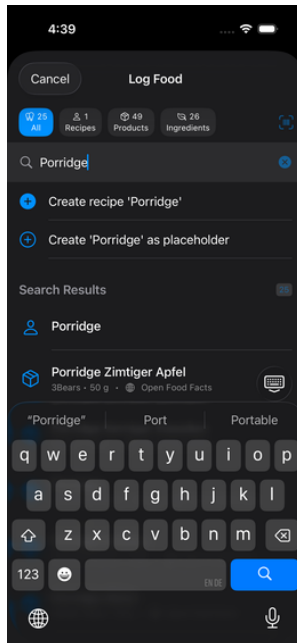 4:39
Cancel
Log Food
25
All
1
Recipes
49
Products
26
Ingredients
Porridge
Create recipe 'Porridge'
Create 'Porridge' as placeholder
Search Results
25
Porridge
Porridge Zimtiger Apfel
3Bears • 50 g • Open Food Facts
“Porridge” Port Portable
q w e r t y u i o p
a s d f g h j k l
z x c v b n m
123
EN DE